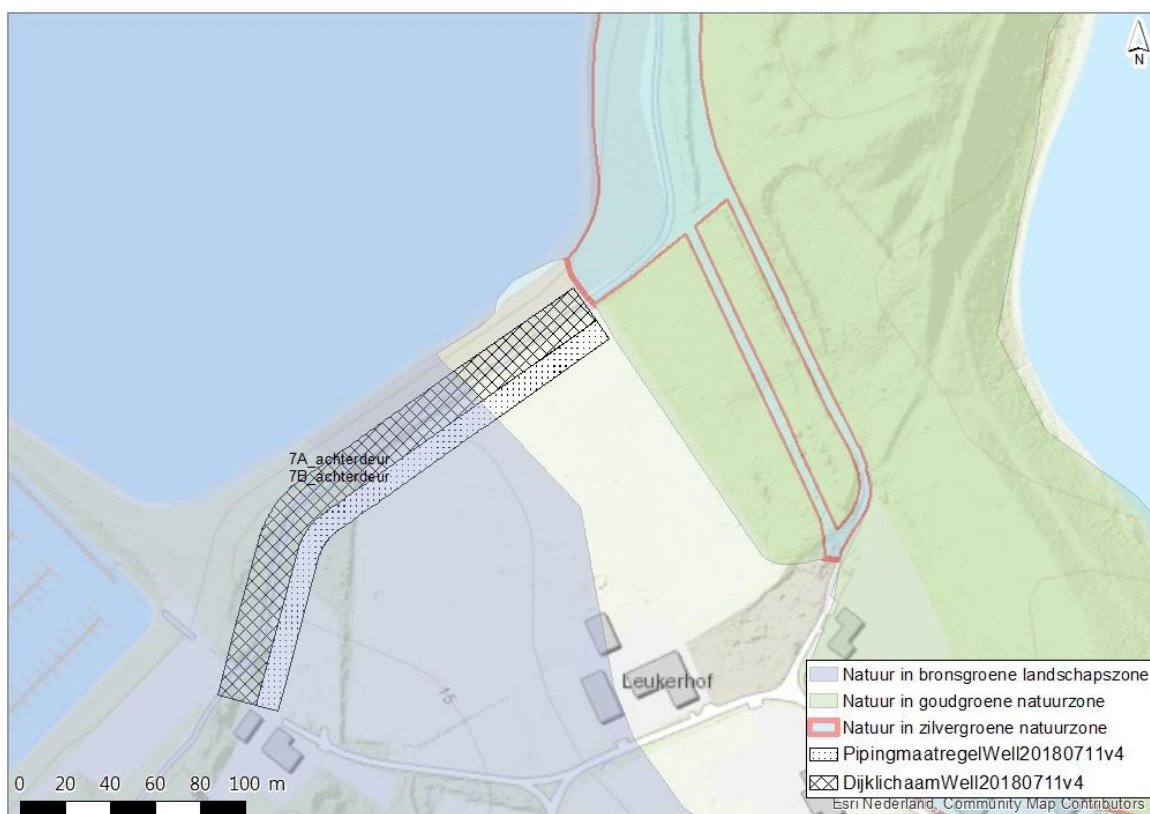 N
7A_achterdeur
7B_achterdeur
15
Leukerhof
Natuur in bronsgroene landschapszone
Natuur in goudgroene natuurzone
Natuur in zilvergroene natuurzone
PipingmaatregelWell20180711v4
DijklichaamWell20180711v4
0 20 40 60 80 100 m
Esri Nederland, Community Map Contributors